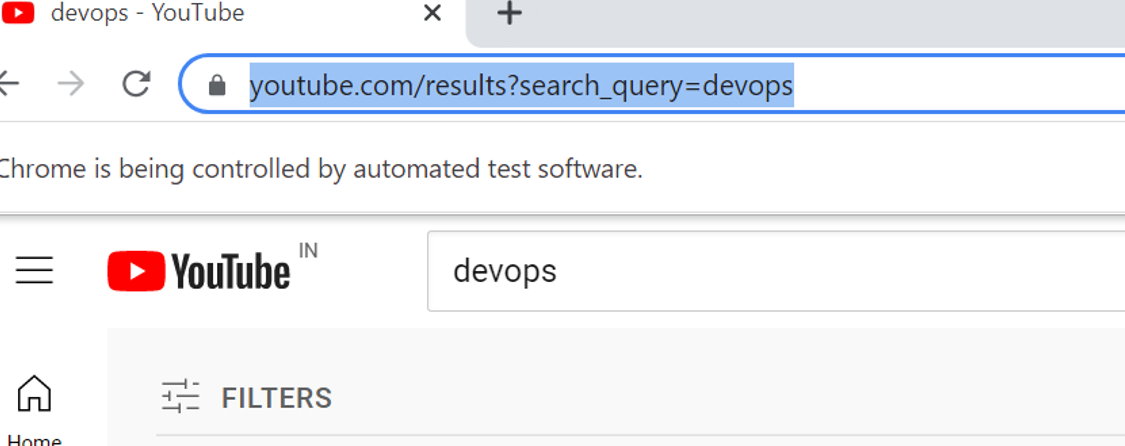 devops - YouTube
youtube.com/results?search_query=devops
Chrome is being controlled by automated test software.
YouTube IN
devops
FILTERS
Home